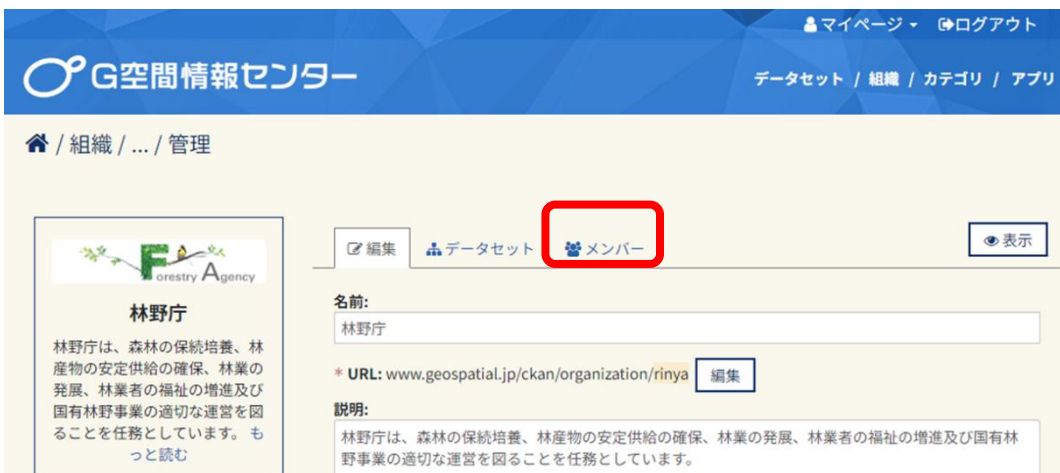 マイページ ログアウト
G空間情報センター
データセット / 組織 / カテゴリ / アプリ
/ 組織 / ... / 管理
Forestry Agency
林野庁
林野庁は、森林の保続培養、林
産物の安定供給の確保、林業の
発展、林業者の福祉の増進及び
国有林野事業の適切な運営を図
ることを任務としています。 も
っと読む
編集 データセット メンバー 表示
名前:
林野庁
* URL: www.geospatial.jp/ckan/organization/rinya 編集
説明:
林野庁は、森林の保続培養、林産物の安定供給の確保、林業の発展、林業者の福祉の増進及び国有林
野事業の適切な運営を図ることを任務としています。